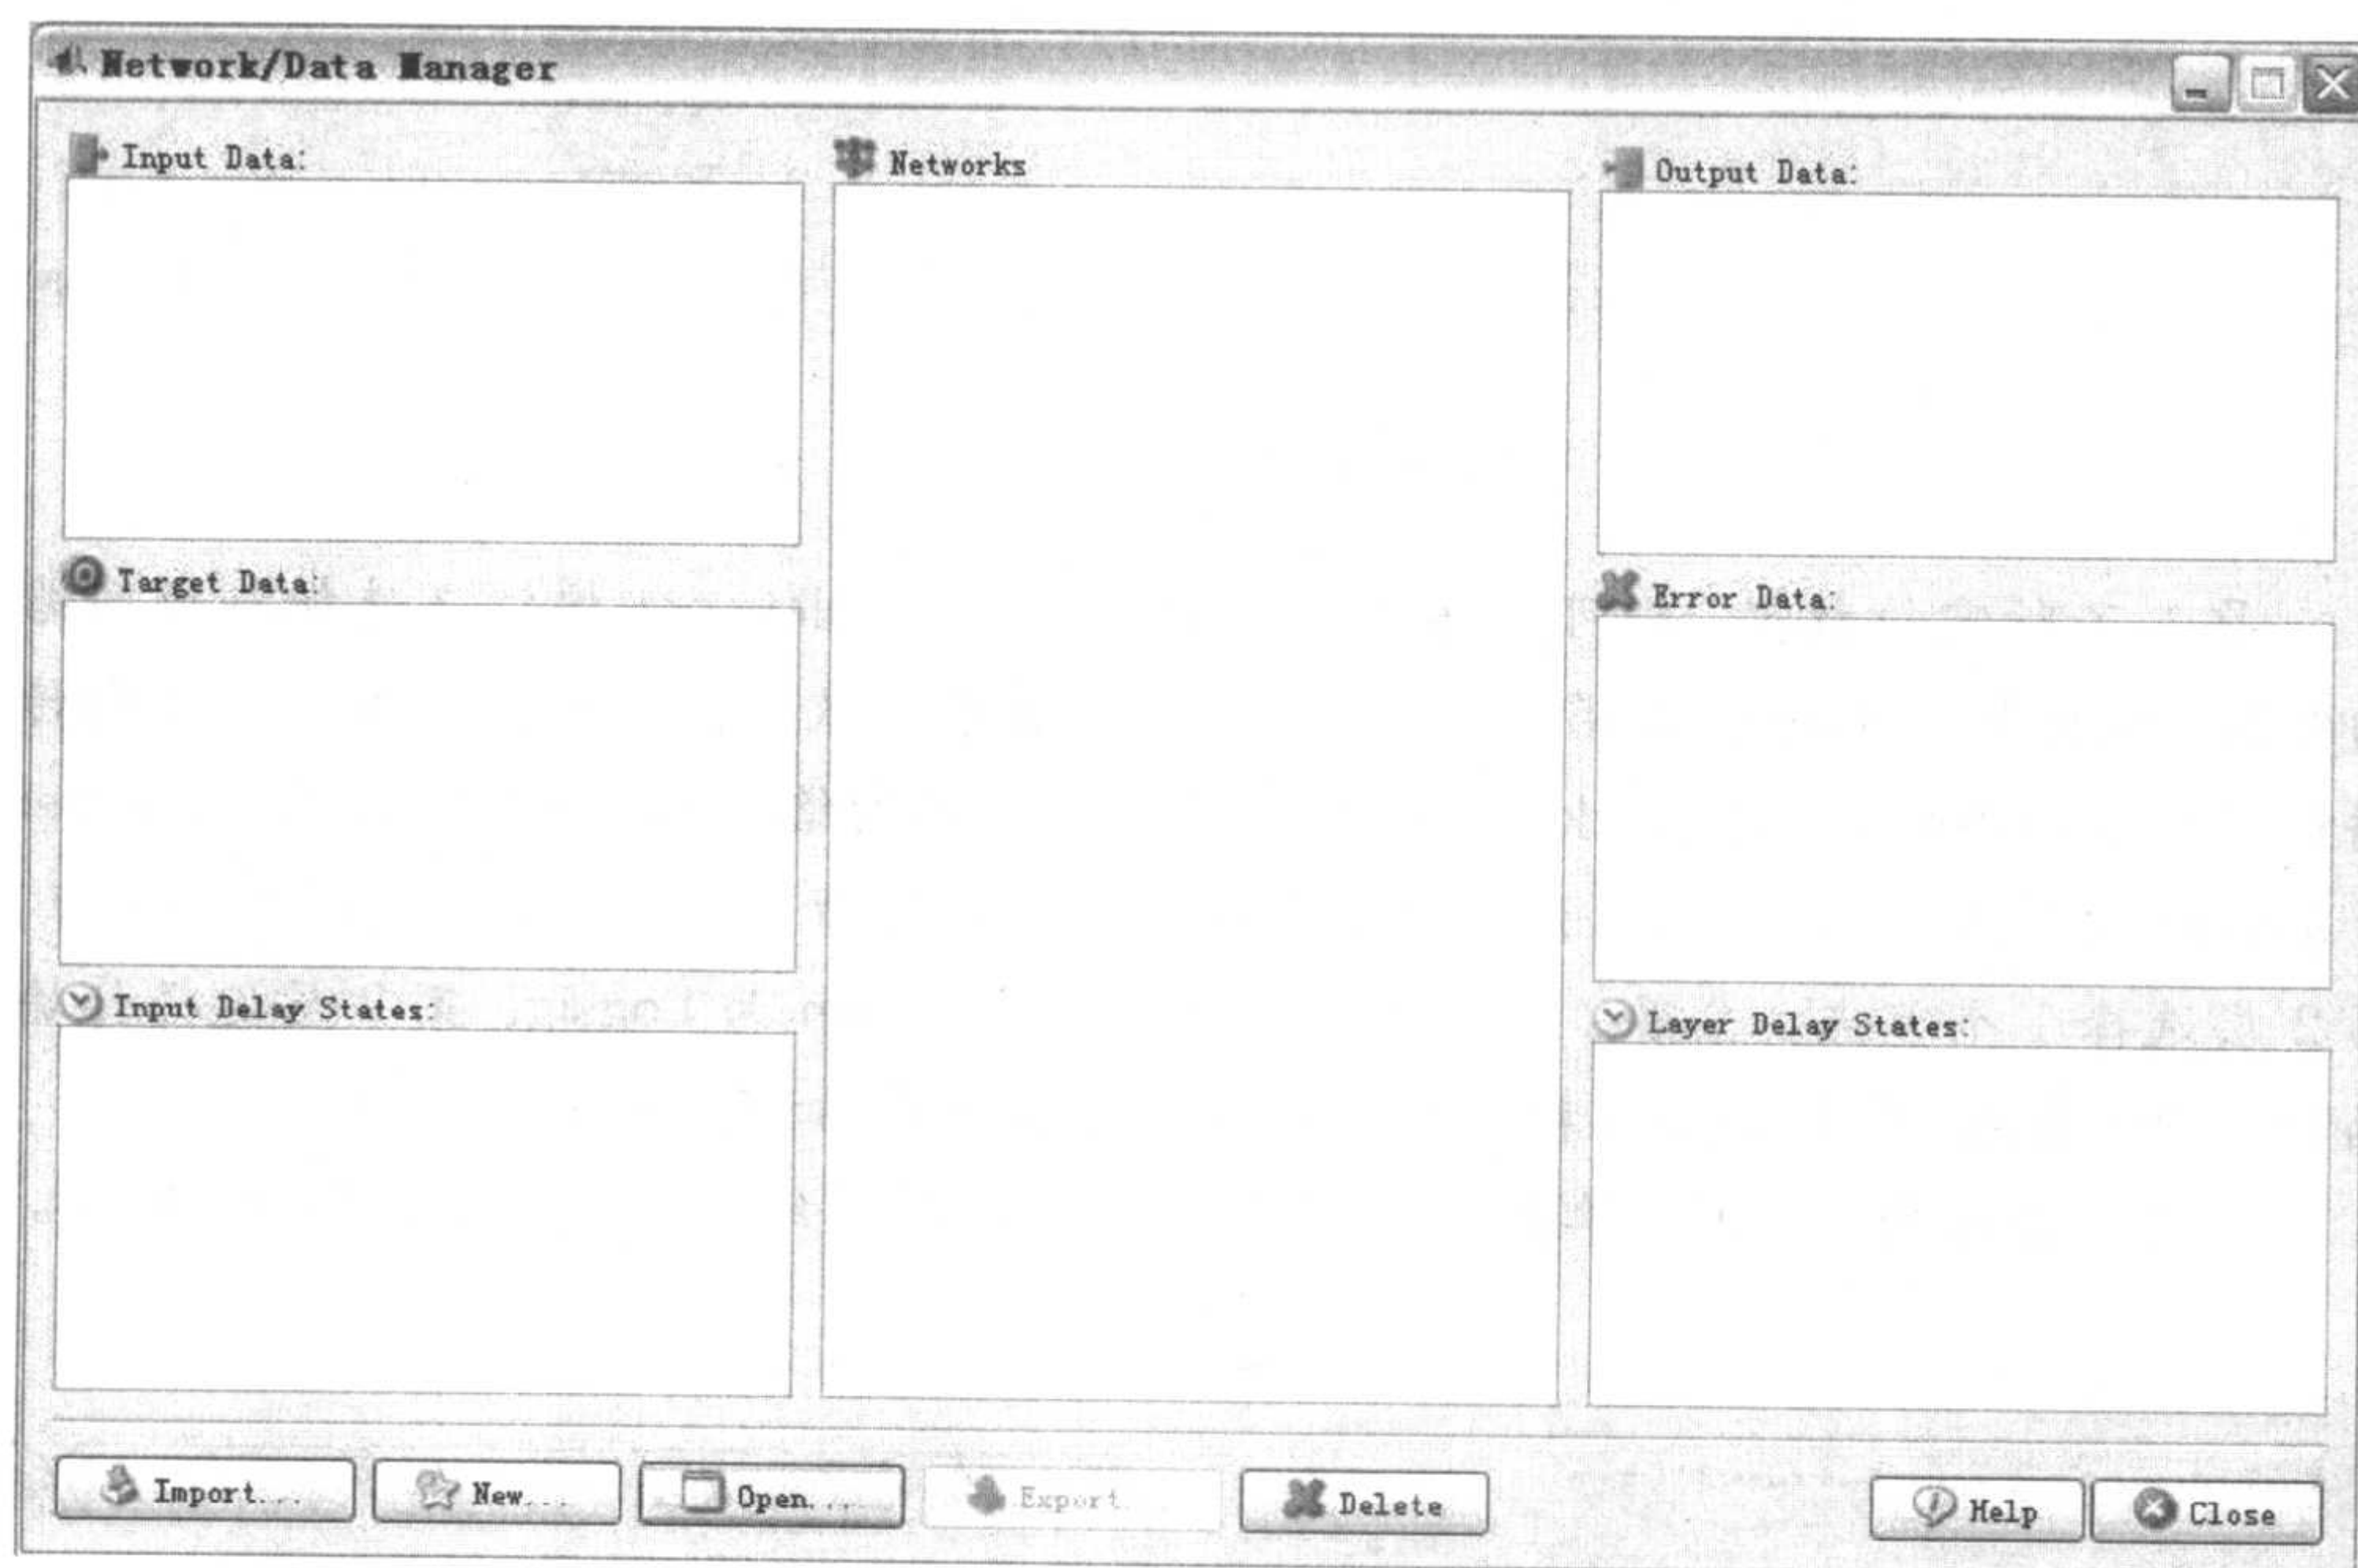 Network/Data Manager
Input Data:
Networks
Output Data:
Target Data:
Error Data:
Input Delay States:
Layer Delay States:
Import...
New...
Open...
Export...
Delete
Help
Close